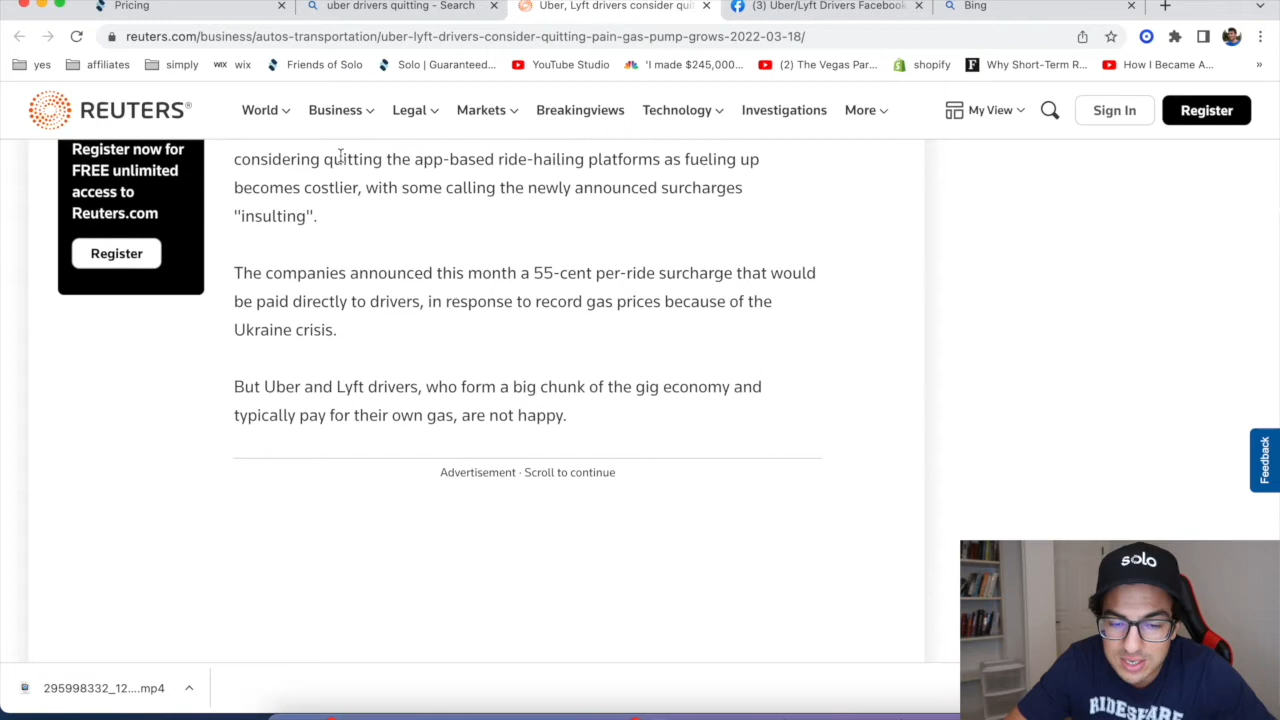 Pricing
uber drivers quitting - Search
Uber, Lyft drivers consider quit
(3) Uber/Lyft Drivers Facebook
Bing
reuters.com/business/autos-transportation/uber-lyft-drivers-consider-quitting-pain-gas-pump-grows-2022-03-18/
yes
affiliates
simply
WiX
wix
Friends of Solo
Solo | Guaranteed...
YouTube Studio
'I made $245,000...
(2) The Vegas Par...
shopify
Why Short-Term R...
How I Became A...
»
REUTERS®
World
Business
Legal
Markets
Breakingviews
Technology
Investigations
More
My View
Sign In
Register
Register now for
FREE unlimited
access to
Reuters.com
Register
considering quitting the app-based ride-hailing platforms as fueling up
becomes costlier, with some calling the newly announced surcharges
"insulting".
The companies announced this month a 55-cent per-ride surcharge that would
be paid directly to drivers, in response to record gas prices because of the
Ukraine crisis.
But Uber and Lyft drivers, who form a big chunk of the gig economy and
typically pay for their own gas, are not happy.
Advertisement · Scroll to continue
Feedback
295998332_12....mp4
solo
RIDESHARE